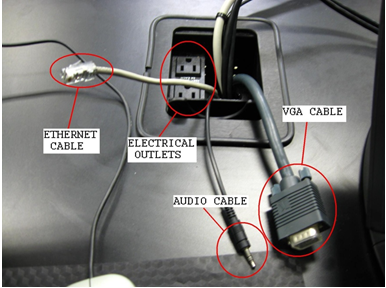 VGA CABLE
ETHERNET
CABLE
ELECTRICAL
OUTLETS
AUDIO CABLE